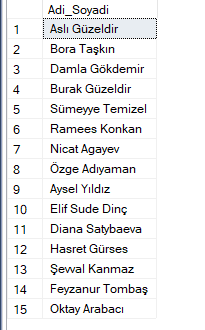 Adi_Soyadi
1 Aslı Güzeldir
2 Bora Taşkın
3 Damla Gökdemir
4 Burak Güzeldir
5 Sümeyye Temizel
6 Ramees Konkan
7 Nicat Agayev
8 Özge Adıyaman
9 Aysel Yıldız
10 Elif Sude Dinç
11 Diana Satybaeva
12 Hasret Gürses
13 Şewal Kanmaz
14 Feyzanur Tombaş
15 Oktay Arabacı